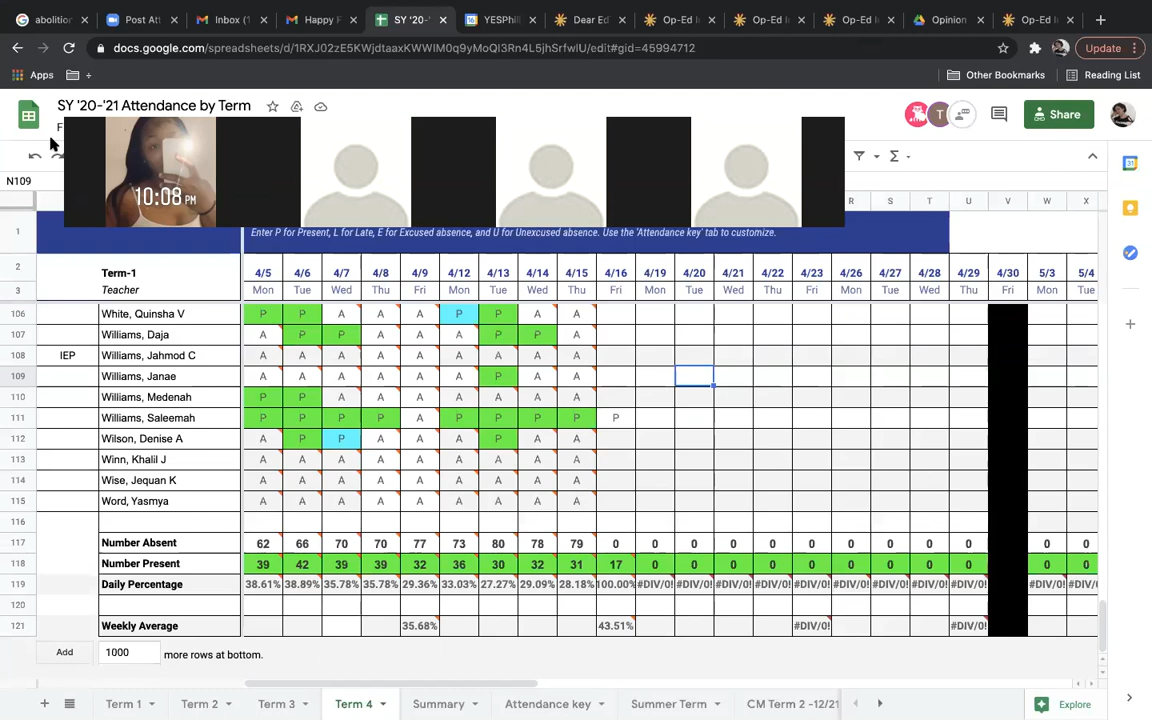 abolition
Post Att
Inbox (1
Happy F
SY '20-'
YESPhil
Dear Ed
Op-Ed I
Op-Ed I
Op-Ed I
Opinion
Op-Ed I
docs.google.com/spreadsheets/d/1RXJ02zE5KWjdtaaxKWWIM0q9yMoQI3Rn4L5jhSrfwIU/edit#gid=45994712
Update
Apps
Other Bookmarks
Reading List
SY '20-'21 Attendance by Term
F
Share
10:08 PM
N109
R S T U V W X
1 Enter P for Present, L for Late, E for Excused absence, and U for Unexcused absence. Use the 'Attendance key' tab to customize.
2 Term-1 4/5 4/6 4/7 4/8 4/9 4/12 4/13 4/14 4/15 4/16 4/19 4/20 4/21 4/22 4/23 4/26 4/27 4/28 4/29 4/30 5/3 5/4
3 Teacher Mon Tue Wed Thu Fri Mon Tue Wed Thu Fri Mon Tue Wed Thu Fri Mon Tue Wed Thu Fri Mon Tue
106 White, Quinsha V P P A A A P P A A
107 Williams, Daja A P P A A A P P A
108 IEP Williams, Jahmod C A A A A A A A A A
109 Williams, Janae A A A A A A P A A
110 Williams, Medenah P P A A A A A A A
111 Williams, Saleemah P P P P A P P P P P
112 Wilson, Denise A A P P A A A P A A
113 Winn, Khalil J A A A A A A A A A
114 Wise, Jequan K A A A A A A A A A
115 Word, Yasmya A A A A A A A A A
116
117 Number Absent 62 66 70 70 77 73 80 78 79 0 0 0 0 0 0 0 0 0 0 0 0
118 Number Present 39 42 39 39 32 36 30 32 31 17 0 0 0 0 0 0 0 0 0 0 0
119 Daily Percentage 38.61% 38.89% 35.78% 35.78% 29.36% 33.03% 27.27% 29.09% 28.18% 100.00% #DIV/0! #DIV/0! #DIV/0! #DIV/0! #DIV/0! #DIV/0! #DIV/0! #DIV/0! #DIV/0! #DIV/0! #DIV/0!
120
121 Weekly Average 35.68% 43.51% #DIV/0! #DIV/0!
Add 1000 more rows at bottom.
Term 1 Term 2 Term 3 Term 4 Summary Attendance key Summer Term CM Term 2 -12/21 Explore